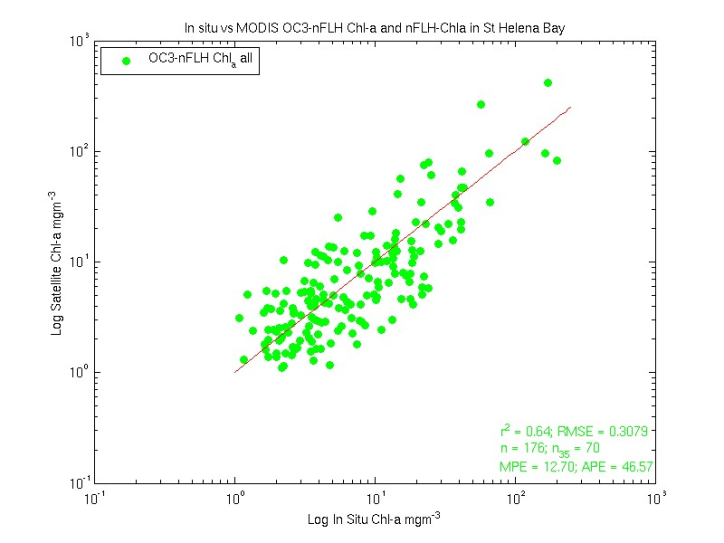 In situ vs MODIS OC3-nFLH Chl-a and nFLH-Chla in St Helena Bay
OC3-nFLH Chl_a all
10^3
10^2
10^1
10^0
10^-1
Log Satellite Chl-a mgm^-3
r^2 = 0.64; RMSE = 0.3079
n = 176; n_35 = 70
MPE = 12.70; APE = 46.57
10^-1
10^0
10^1
10^2
10^3
Log In Situ Chl-a mgm^-3